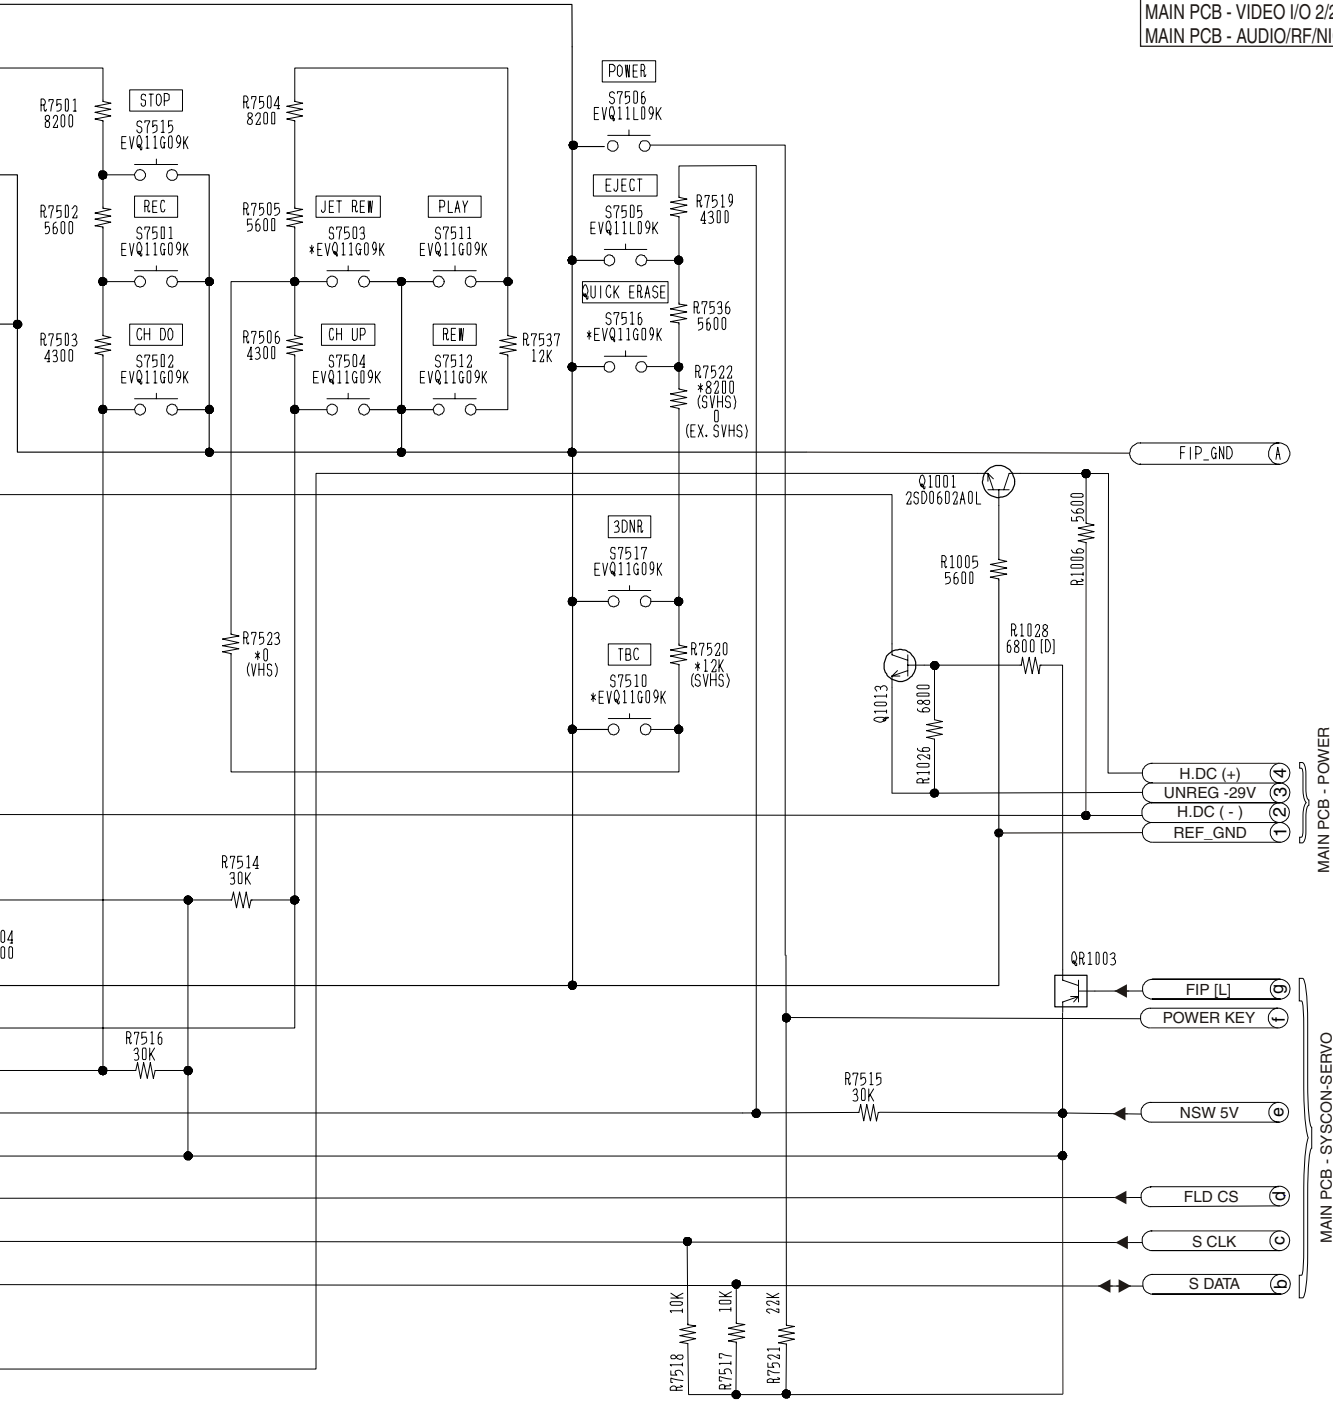 MAIN PCB - VIDEO I/O 2/2
MAIN PCB - AUDIO/RF/NI
POWER
S7506
EVQ11L09K
R7501
8200
STOP
S7515
EVQ11G09K
R7504
8200
R7502
5600
REC
S7501
EVQ11G09K
R7505
5600
JET REW
S7503
*EVQ11G09K
PLAY
S7511
EVQ11G09K
EJECT
S7505
EVQ11L09K
R7519
4300
QUICK ERASE
S7516
*EVQ11G09K
R7536
5600
R7503
4300
CH DO
S7502
EVQ11G09K
R7506
4300
CH UP
S7504
EVQ11G09K
REW
S7512
EVQ11G09K
R7537
12K
R7522
*8200
(SVHS)
0
(EX. SVHS)
FIP_GND A
Q1001
2SD0602A0L
R1006 5600
3DNR
S7517
EVQ11G09K
R1005
5600
R7523
*0
(VHS)
TBC
S7510
*EVQ11G09K
R7520
*12K
(SVHS)
R1028
6800 [D]
Q1013
R1026 6800
H.DC (+) 4
UNREG -29V 3
H.DC ( - ) 2
REF_GND 1
MAIN PCB - POWER
R7514
30K
04
00
QR1003
FIP [L] g
POWER KEY f
R7516
30K
R7515
30K
NSW 5V e
FLD CS d
S CLK c
S DATA b
MAIN PCB - SYSCON-SERVO
R7518 10K
R7517 10K
R7521 22K